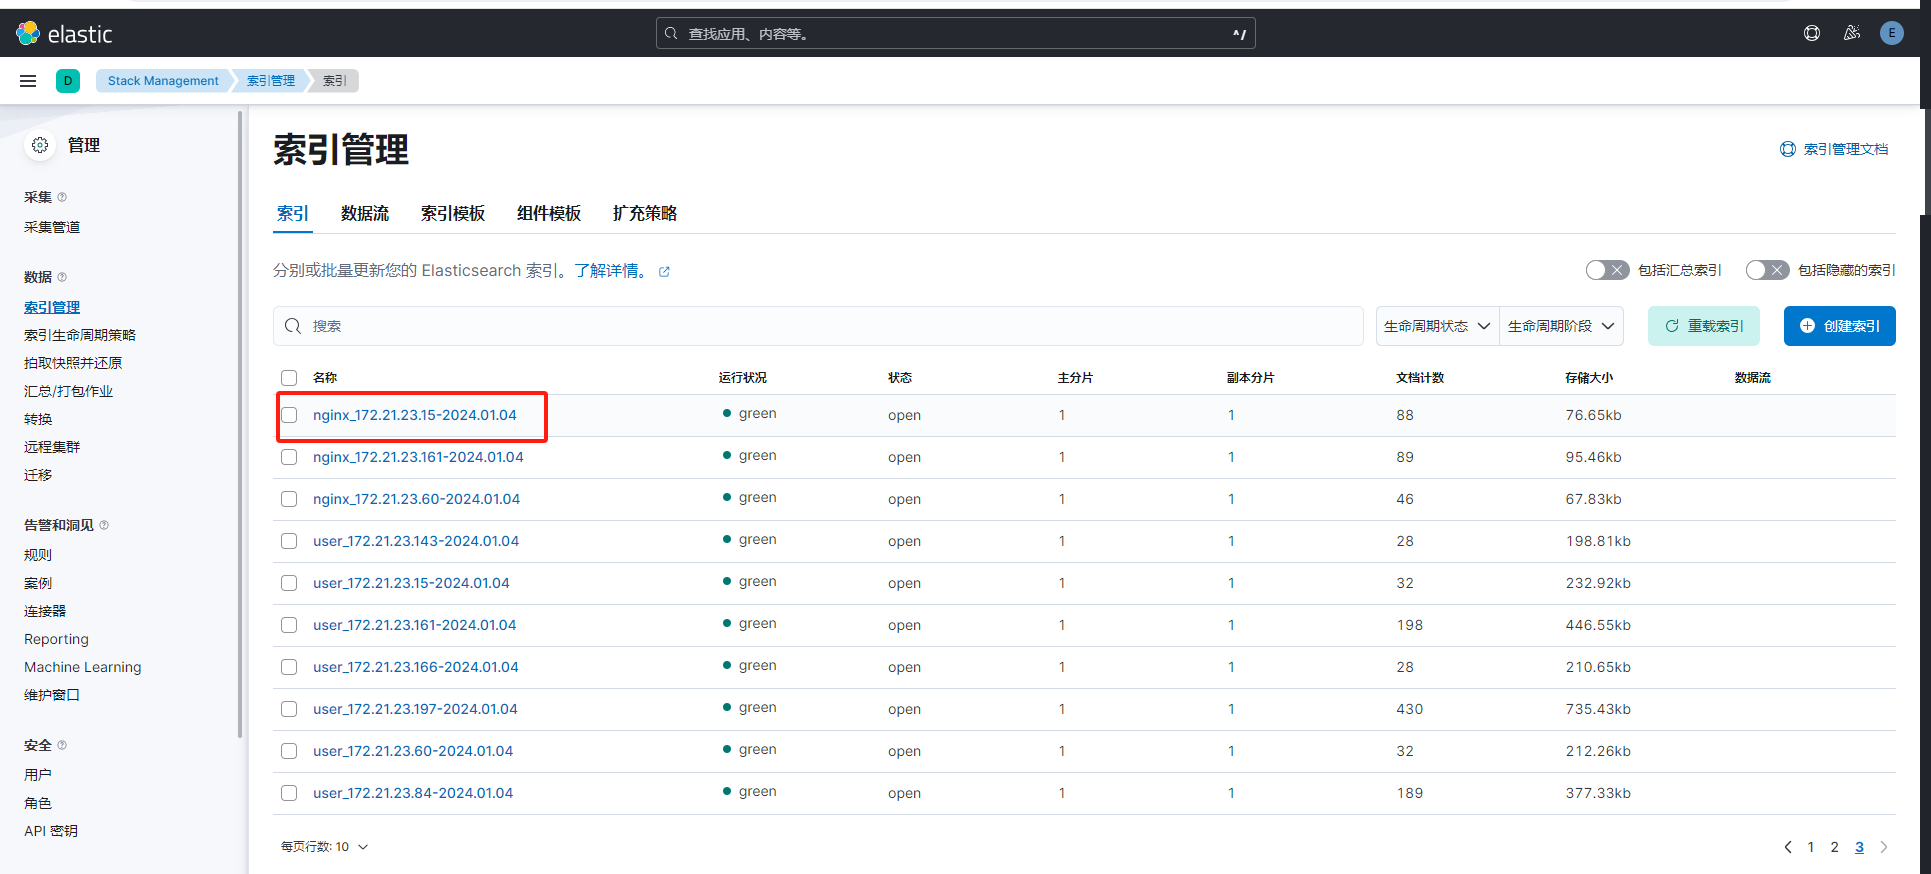 elastic
查找应用、内容等。
^/
E
D
Stack Management
索引管理
索引
管理
采集
采集管道
数据
索引管理
索引生命周期策略
拍取快照并还原
汇总/打包作业
转换
远程集群
迁移
告警和洞见
规则
案例
连接器
Reporting
Machine Learning
维护窗口
安全
用户
角色
API 密钥
索引管理
索引管理文档
索引 数据流 索引模板 组件模板 扩充策略
分别或批量更新您的 Elasticsearch 索引。了解详情。
包括汇总索引 包括隐藏的索引
搜索
生命周期状态 生命周期阶段 重载索引 创建索引
名称 运行状况 状态 主分片 副本分片 文档计数 存储大小 数据流
nginx_172.21.23.15-2024.01.04 green open 1 1 88 76.65kb
nginx_172.21.23.161-2024.01.04 green open 1 1 89 95.46kb
nginx_172.21.23.60-2024.01.04 green open 1 1 46 67.83kb
user_172.21.23.143-2024.01.04 green open 1 1 28 198.81kb
user_172.21.23.15-2024.01.04 green open 1 1 32 232.92kb
user_172.21.23.161-2024.01.04 green open 1 1 198 446.55kb
user_172.21.23.166-2024.01.04 green open 1 1 28 210.65kb
user_172.21.23.197-2024.01.04 green open 1 1 430 735.43kb
user_172.21.23.60-2024.01.04 green open 1 1 32 212.26kb
user_172.21.23.84-2024.01.04 green open 1 1 189 377.33kb
每页行数: 10
1 2 3